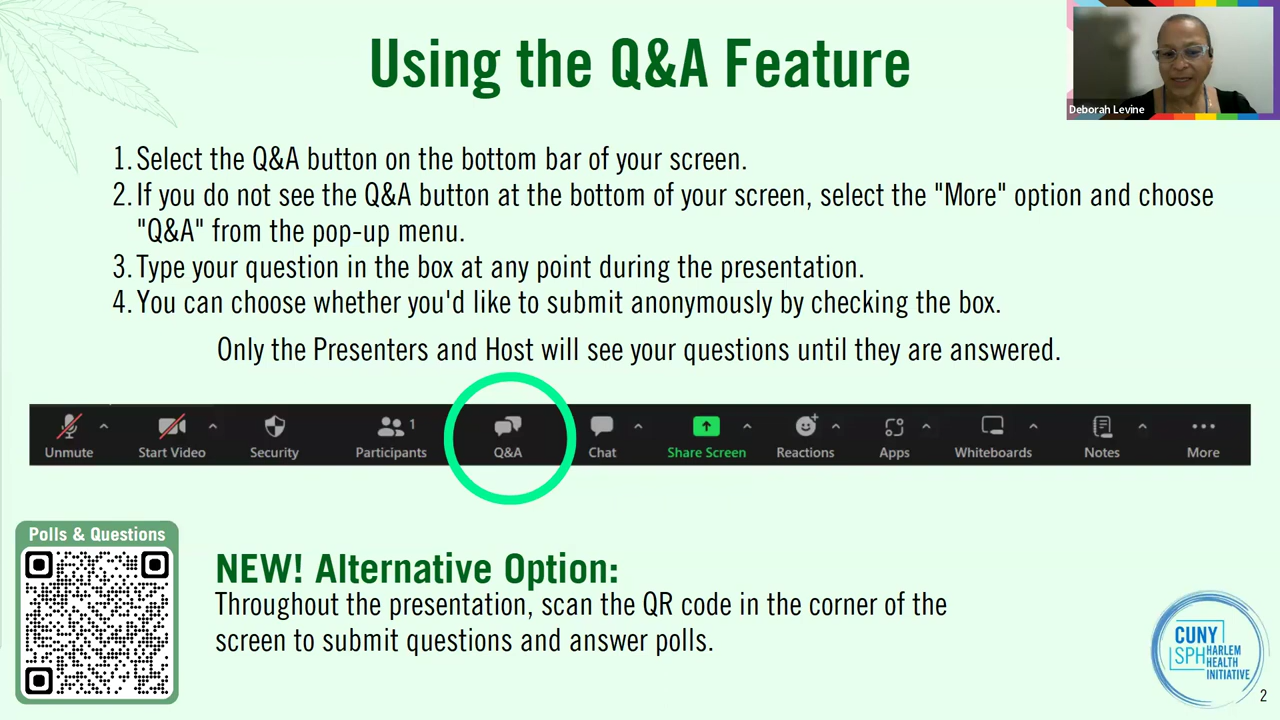 Using the Q&A Feature
Deborah Levine
1. Select the Q&A button on the bottom bar of your screen.
2. If you do not see the Q&A button at the bottom of your screen, select the "More" option and choose
"Q&A" from the pop-up menu.
3. Type your question in the box at any point during the presentation.
4. You can choose whether you'd like to submit anonymously by checking the box.
Only the Presenters and Host will see your questions until they are answered.
1
Unmute Start Video Security Participants Q&A Chat Share Screen Reactions Apps Whiteboards Notes More
Polls & Questions
NEW! Alternative Option:
Throughout the presentation, scan the QR code in the corner of the
screen to submit questions and answer polls.
CUNY
SPH HARLEM
HEALTH
INITIATIVE
2